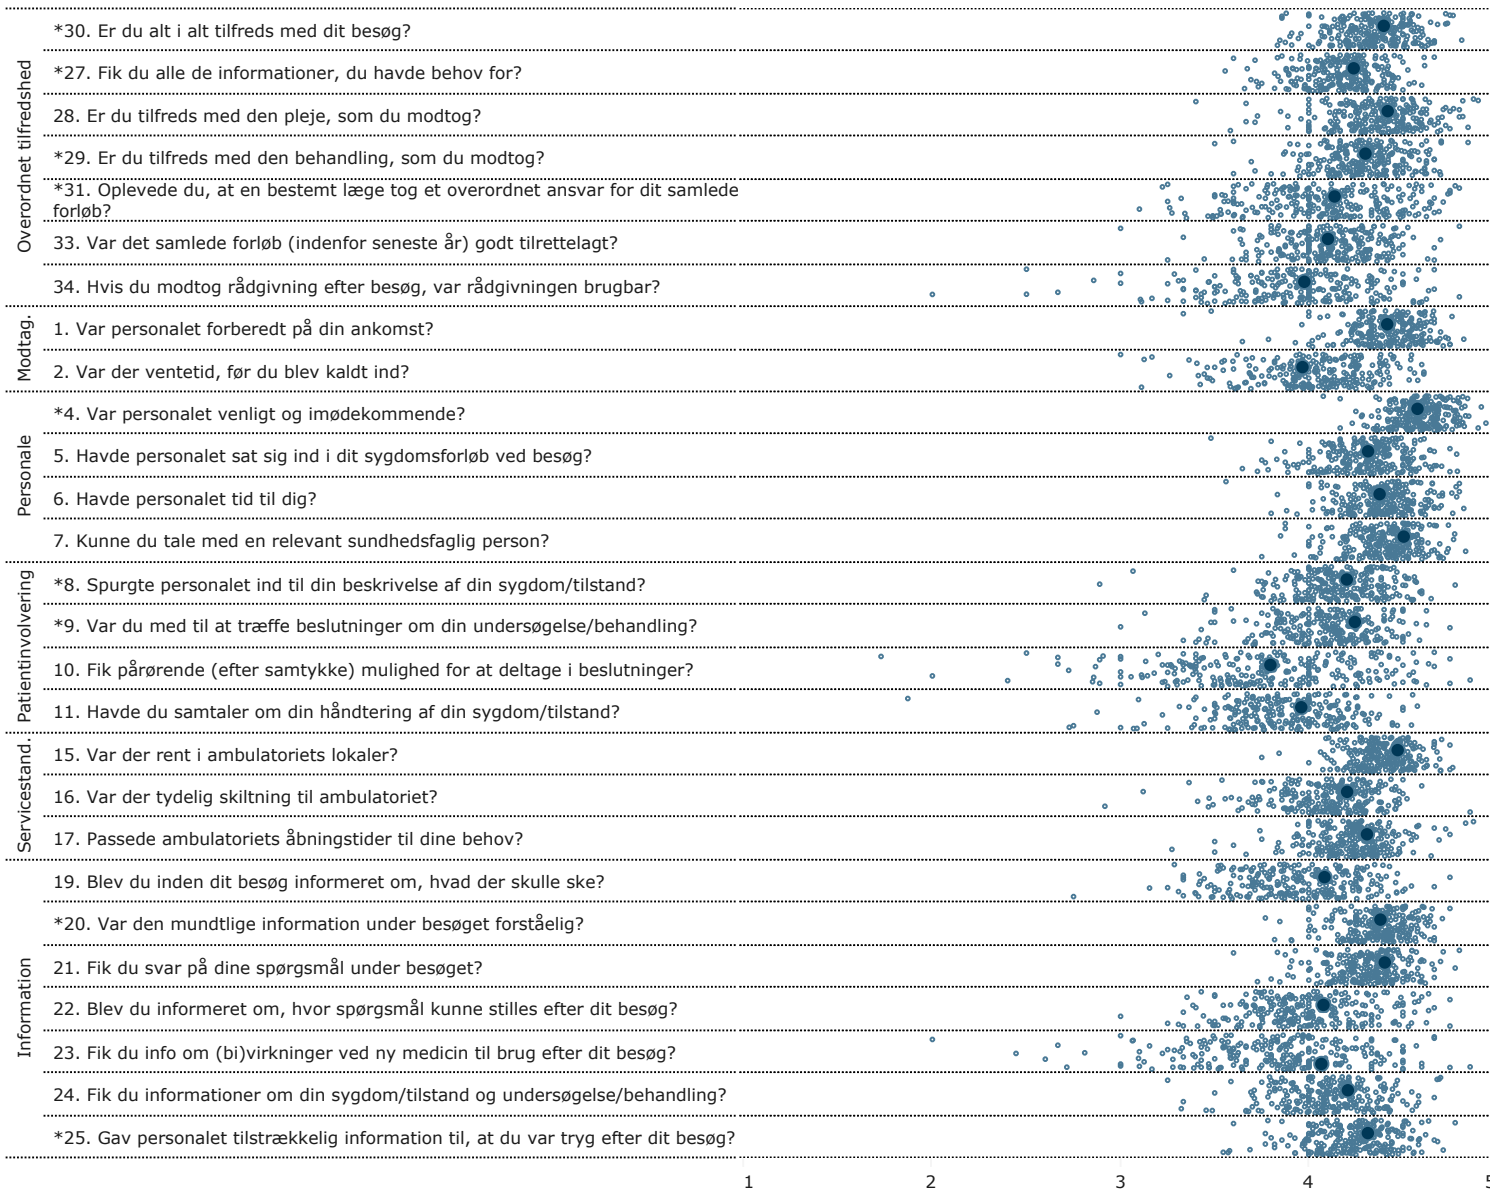 Overordnet tilfredshed
*30. Er du alt i alt tilfreds med dit besøg?
*27. Fik du alle de informationer, du havde behov for?
28. Er du tilfreds med den pleje, som du modtog?
*29. Er du tilfreds med den behandling, som du modtog?
*31. Oplevede du, at en bestemt læge tog et overordnet ansvar for dit samlede
forløb?
33. Var det samlede forløb (indenfor seneste år) godt tilrettelagt?
34. Hvis du modtog rådgivning efter besøg, var rådgivningen brugbar?
Modtag.
1. Var personalet forberedt på din ankomst?
2. Var der ventetid, før du blev kaldt ind?
Personale
*4. Var personalet venligt og imødekommende?
5. Havde personalet sat sig ind i dit sygdomsforløb ved besøg?
6. Havde personalet tid til dig?
7. Kunne du tale med en relevant sundhedsfaglig person?
Patientinvolvering
*8. Spurgte personalet ind til din beskrivelse af din sygdom/tilstand?
*9. Var du med til at træffe beslutninger om din undersøgelse/behandling?
10. Fik pårørende (efter samtykke) mulighed for at deltage i beslutninger?
11. Havde du samtaler om din håndtering af din sygdom/tilstand?
Servicestand.
15. Var der rent i ambulatoriets lokaler?
16. Var der tydelig skiltning til ambulatoriet?
17. Passede ambulatoriets åbningstider til dine behov?
Information
19. Blev du inden dit besøg informeret om, hvad der skulle ske?
*20. Var den mundtlige information under besøget forståelig?
21. Fik du svar på dine spørgsmål under besøget?
22. Blev du informeret om, hvor spørgsmål kunne stilles efter dit besøg?
23. Fik du info om (bi)virkninger ved ny medicin til brug efter dit besøg?
24. Fik du informationer om din sygdom/tilstand og undersøgelse/behandling?
*25. Gav personalet tilstrækkelig information til, at du var tryg efter dit besøg?
1 2 3 4 5